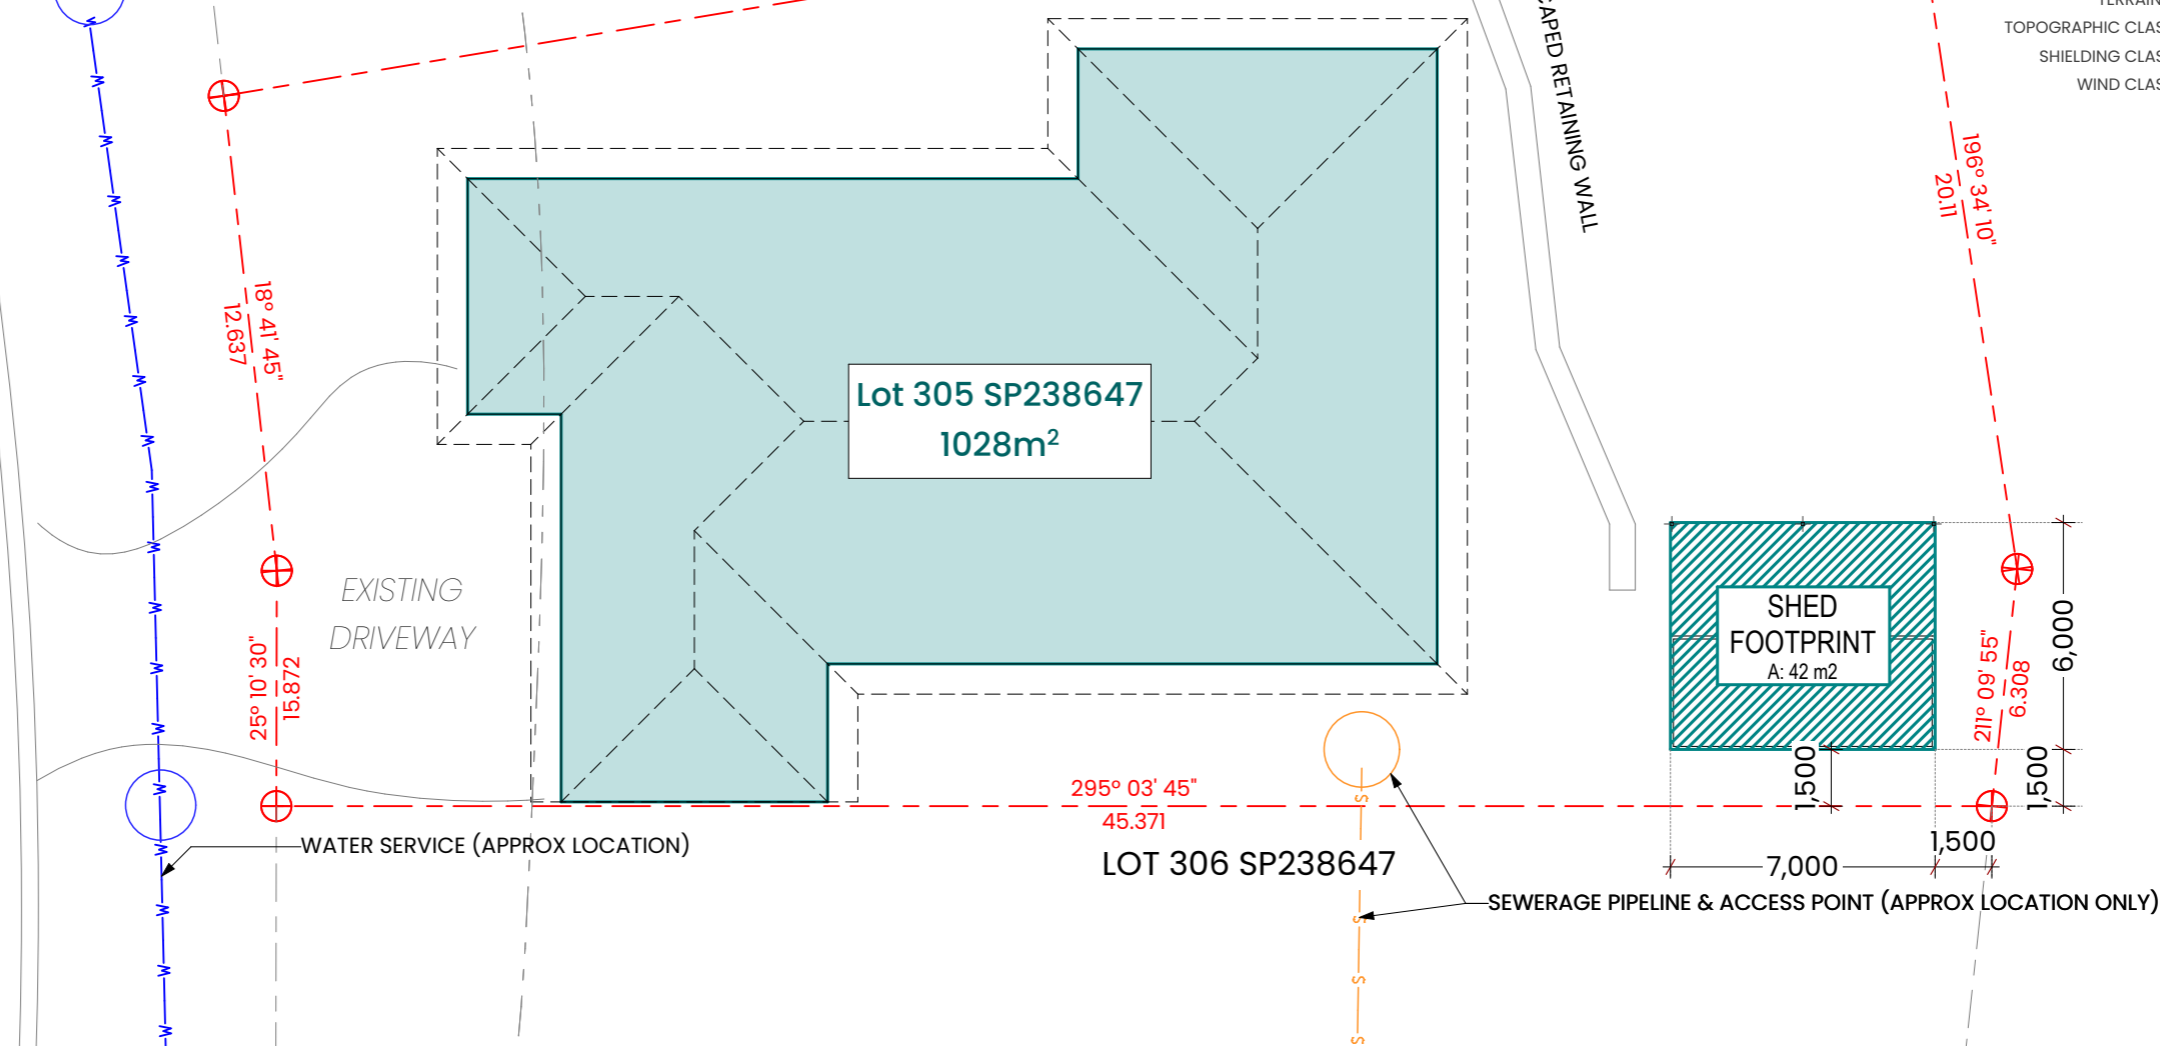 TOPOGRAPHIC CLAS
SHIELDING CLAS
WIND CLAS
CAPED RETAINING WALL
196° 34' 10"
20.11
18° 41' 45"
12.637
Lot 305 SP238647
1028m²
EXISTING
DRIVEWAY
SHED
FOOTPRINT
A: 42 m2
6,000
25° 10' 30"
15.872
211° 09' 55"
6.308
1,500
1,500
295° 03' 45"
45.371
WATER SERVICE (APPROX LOCATION)
1,500
LOT 306 SP238647
7,000
SEWERAGE PIPELINE & ACCESS POINT (APPROX LOCATION ONLY)